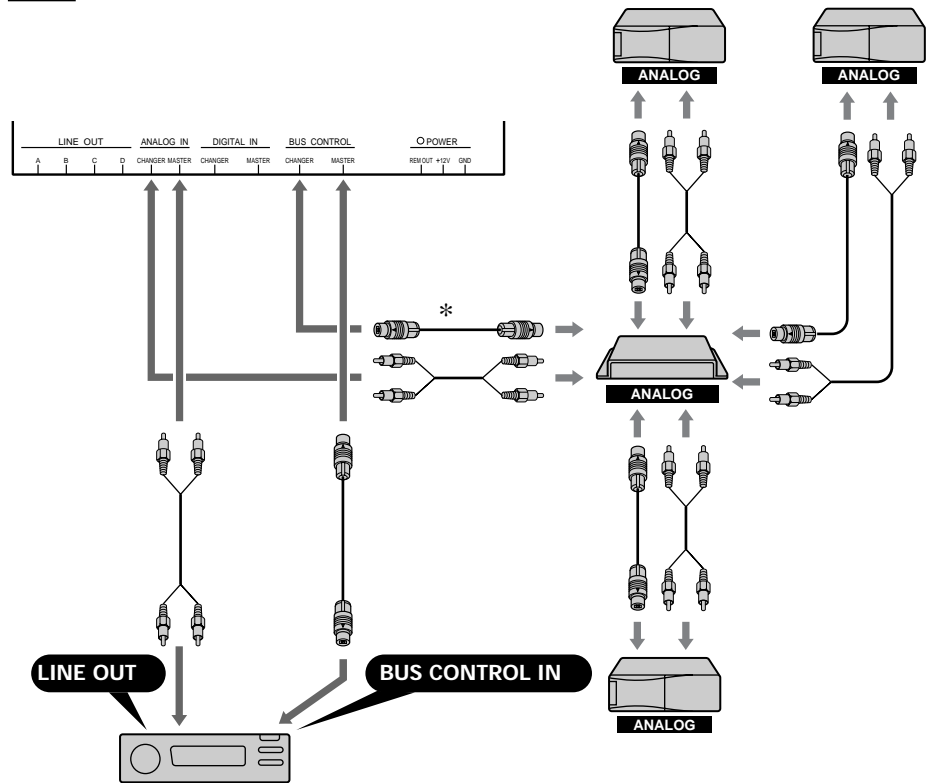 ANALOG
ANALOG
LINE OUT ANALOG IN DIGITAL IN BUS CONTROL POWER
A B C D CHANGER MASTER CHANGER MASTER CHANGER MASTER REM OUT +12V GND
*
ANALOG
LINE OUT
BUS CONTROL IN
ANALOG